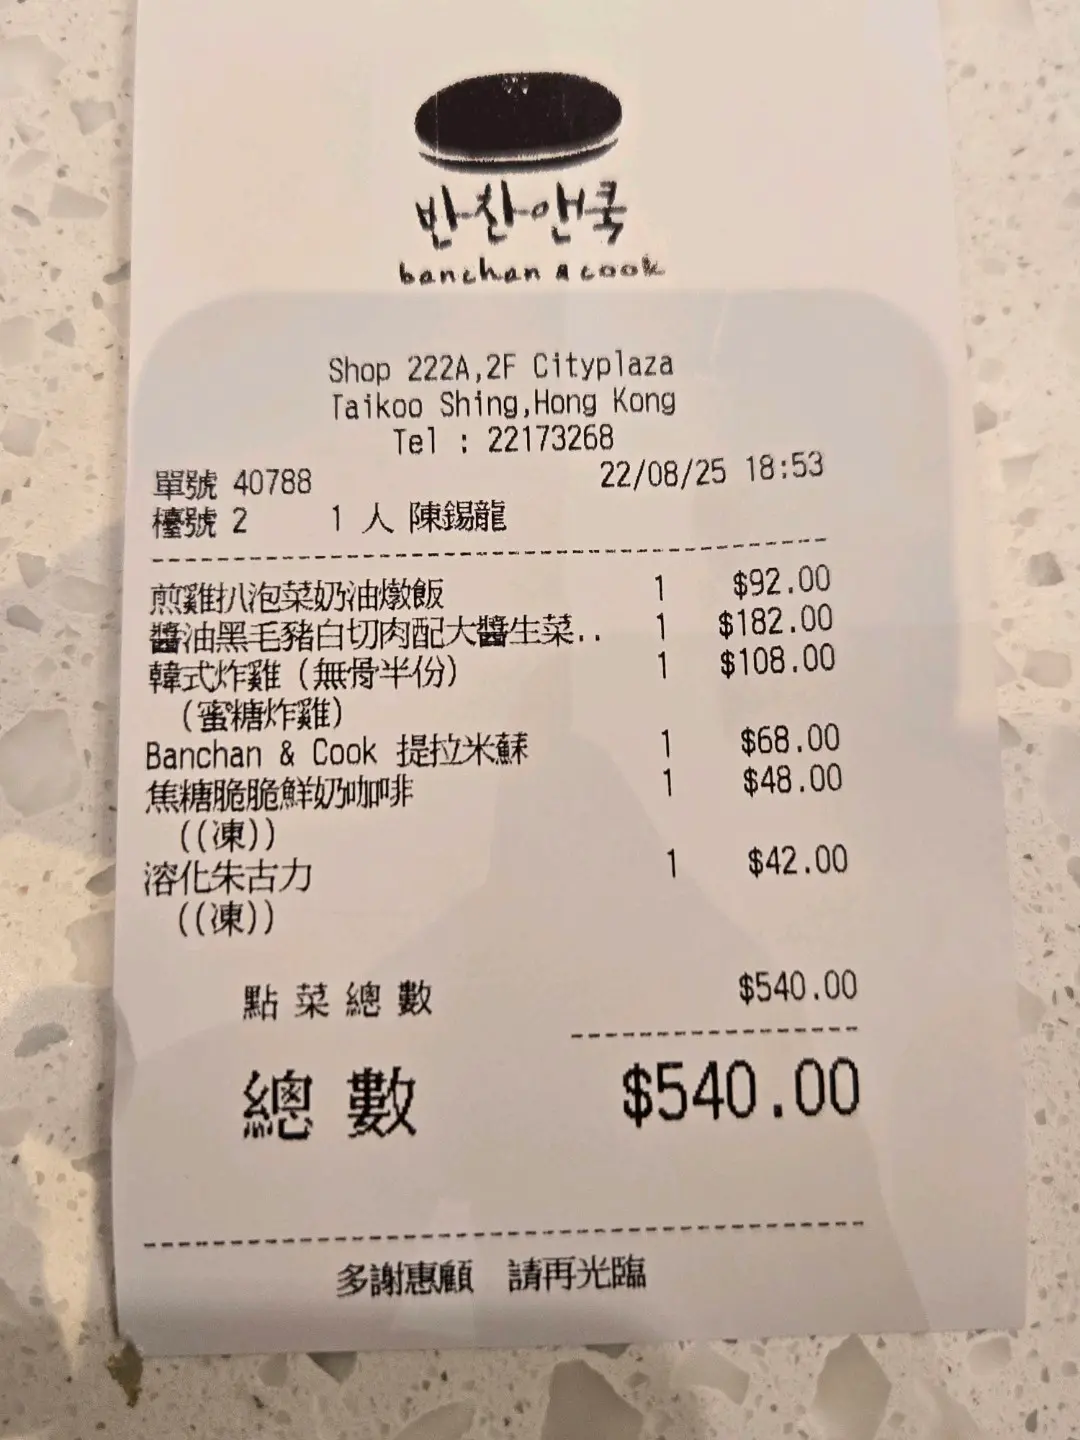 반찬앤쿡
banchan & cook
Shop 222A,2F Cityplaza
Taikoo Shing,Hong Kong
Tel : 22173268
單號 40788 22/08/25 18:53
檯號 2 1 人 陳錫龍
煎雞扒泡菜奶油燉飯 1 $92.00
醬油黑毛豬白切肉配大醬生菜.. 1 $182.00
韓式炸雞(無骨半份) 1 $108.00
(蜜糖炸雞)
Banchan & Cook 提拉米蘇 1 $68.00
焦糖脆脆鮮奶咖啡 1 $48.00
((凍))
溶化朱古力 1 $42.00
((凍))
點菜總數 $540.00
總數 $540.00
多謝惠顧 請再光臨